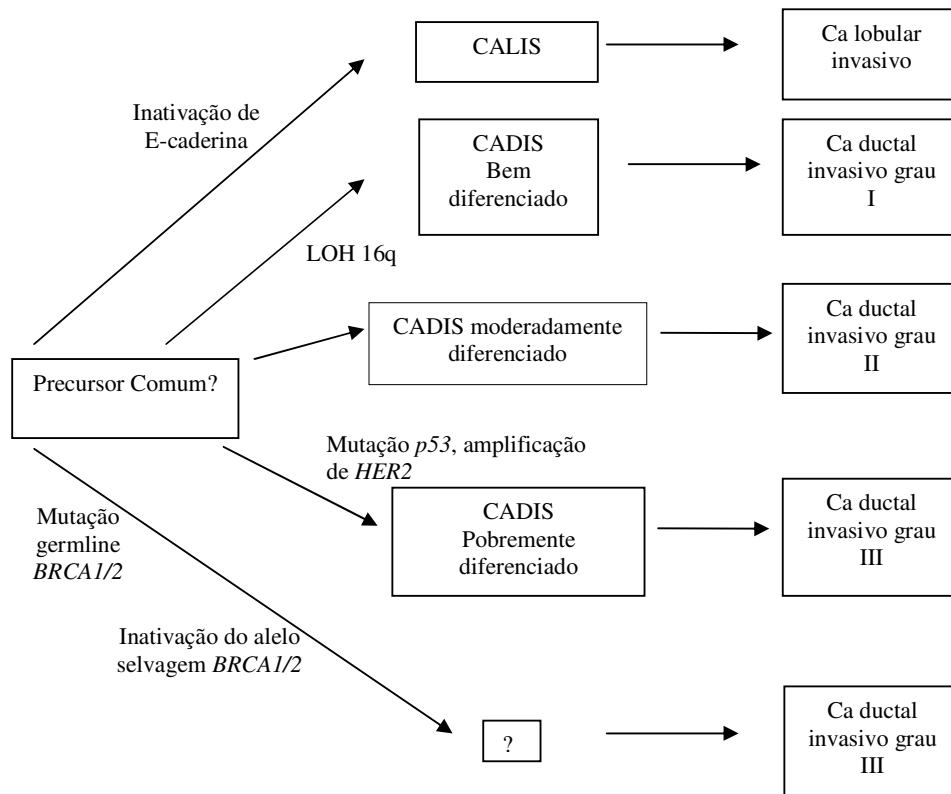 CALIS
Ca lobular
invasivo
Inativação de
E-caderina
CADIS
Bem
diferenciado
Ca ductal
invasivo grau
I
LOH 16q
CADIS moderadamente
diferenciado
Ca ductal
invasivo grau
II
Precursor Comum?
Mutação p53, amplificação
de HER2
CADIS
Pobremente
diferenciado
Ca ductal
invasivo grau
III
Mutação
germline
BRCA1/2
Inativação do alelo
selvagem BRCA1/2
?
Ca ductal
invasivo grau
III